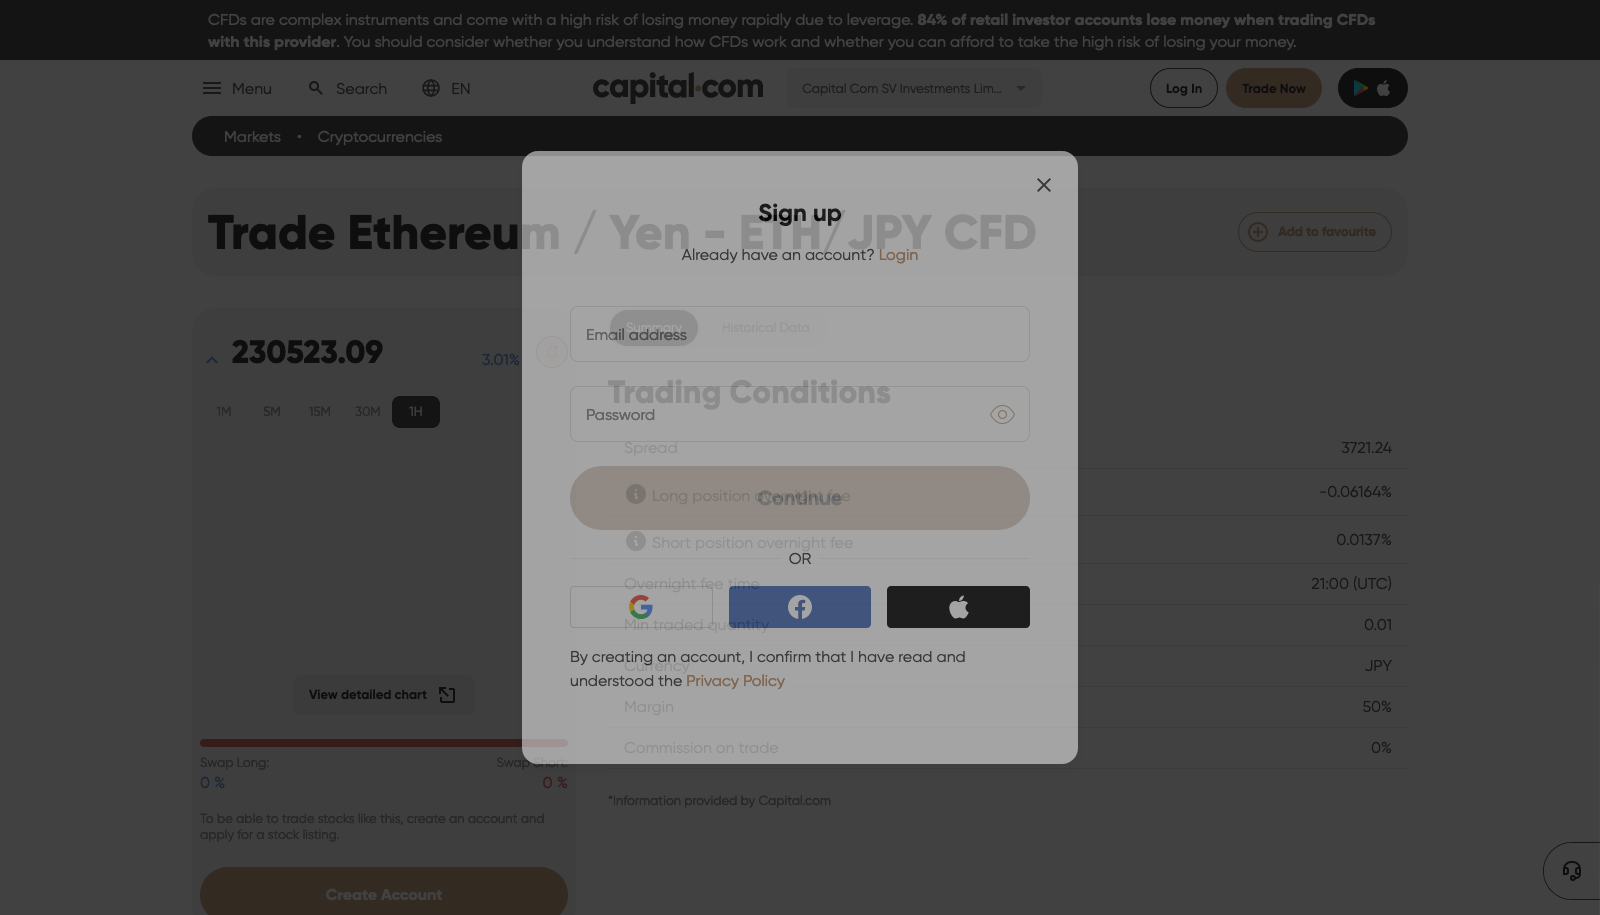 CFDs are complex instruments and come with a high risk of losing money rapidly due to leverage. 84% of retail investor accounts lose money when trading CFDs
with this provider. You should consider whether you understand how CFDs work and whether you can afford to take the high risk of losing your money.
Menu
Search
EN
capital.com
Capital Com SV Investments Lim...
Log In
Trade Now
Markets • Cryptocurrencies
Trade Ethereum / Yen - ETH/JPY CFD
Add to favourite
230523.09
3.01%
1M
5M
15M
30M
1H
View detailed chart
Swap Long:
Swap Short:
0 %
0 %
To be able to trade stocks like this, create an account and
apply for a stock listing.
Create Account
Sign up
Already have an account? Login
Email address
Password
Continue
OR
By creating an account, I confirm that I have read and
understood the Privacy Policy
Summary
Historical Data
Trading Conditions
Spread 3721.24
Long position overnight fee -0.06164%
Short position overnight fee 0.0137%
Overnight fee time 21:00 (UTC)
Min traded quantity 0.01
Currency JPY
Margin 50%
Commission on trade 0%
*Information provided by Capital.com